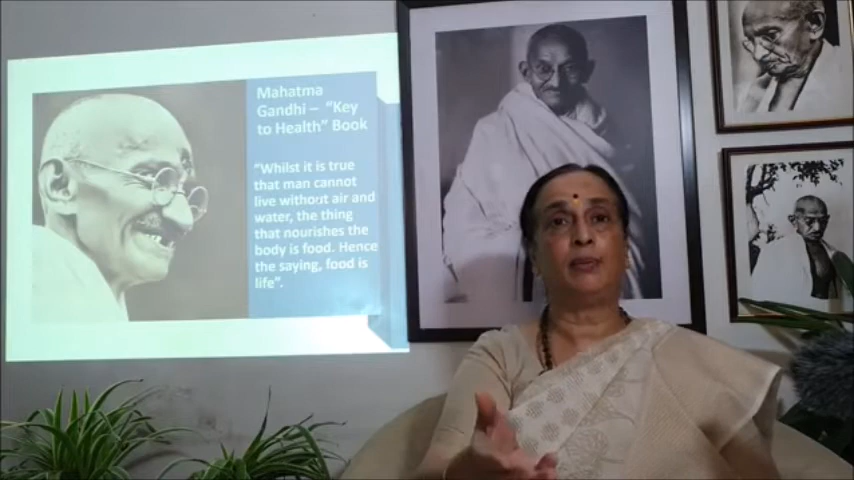 Mahatma
Gandhi – “Key
to Health” Book
“Whilst it is true
that man cannot
live without air and
water, the thing
that nourishes the
body is food. Hence
the saying, food is
life”.